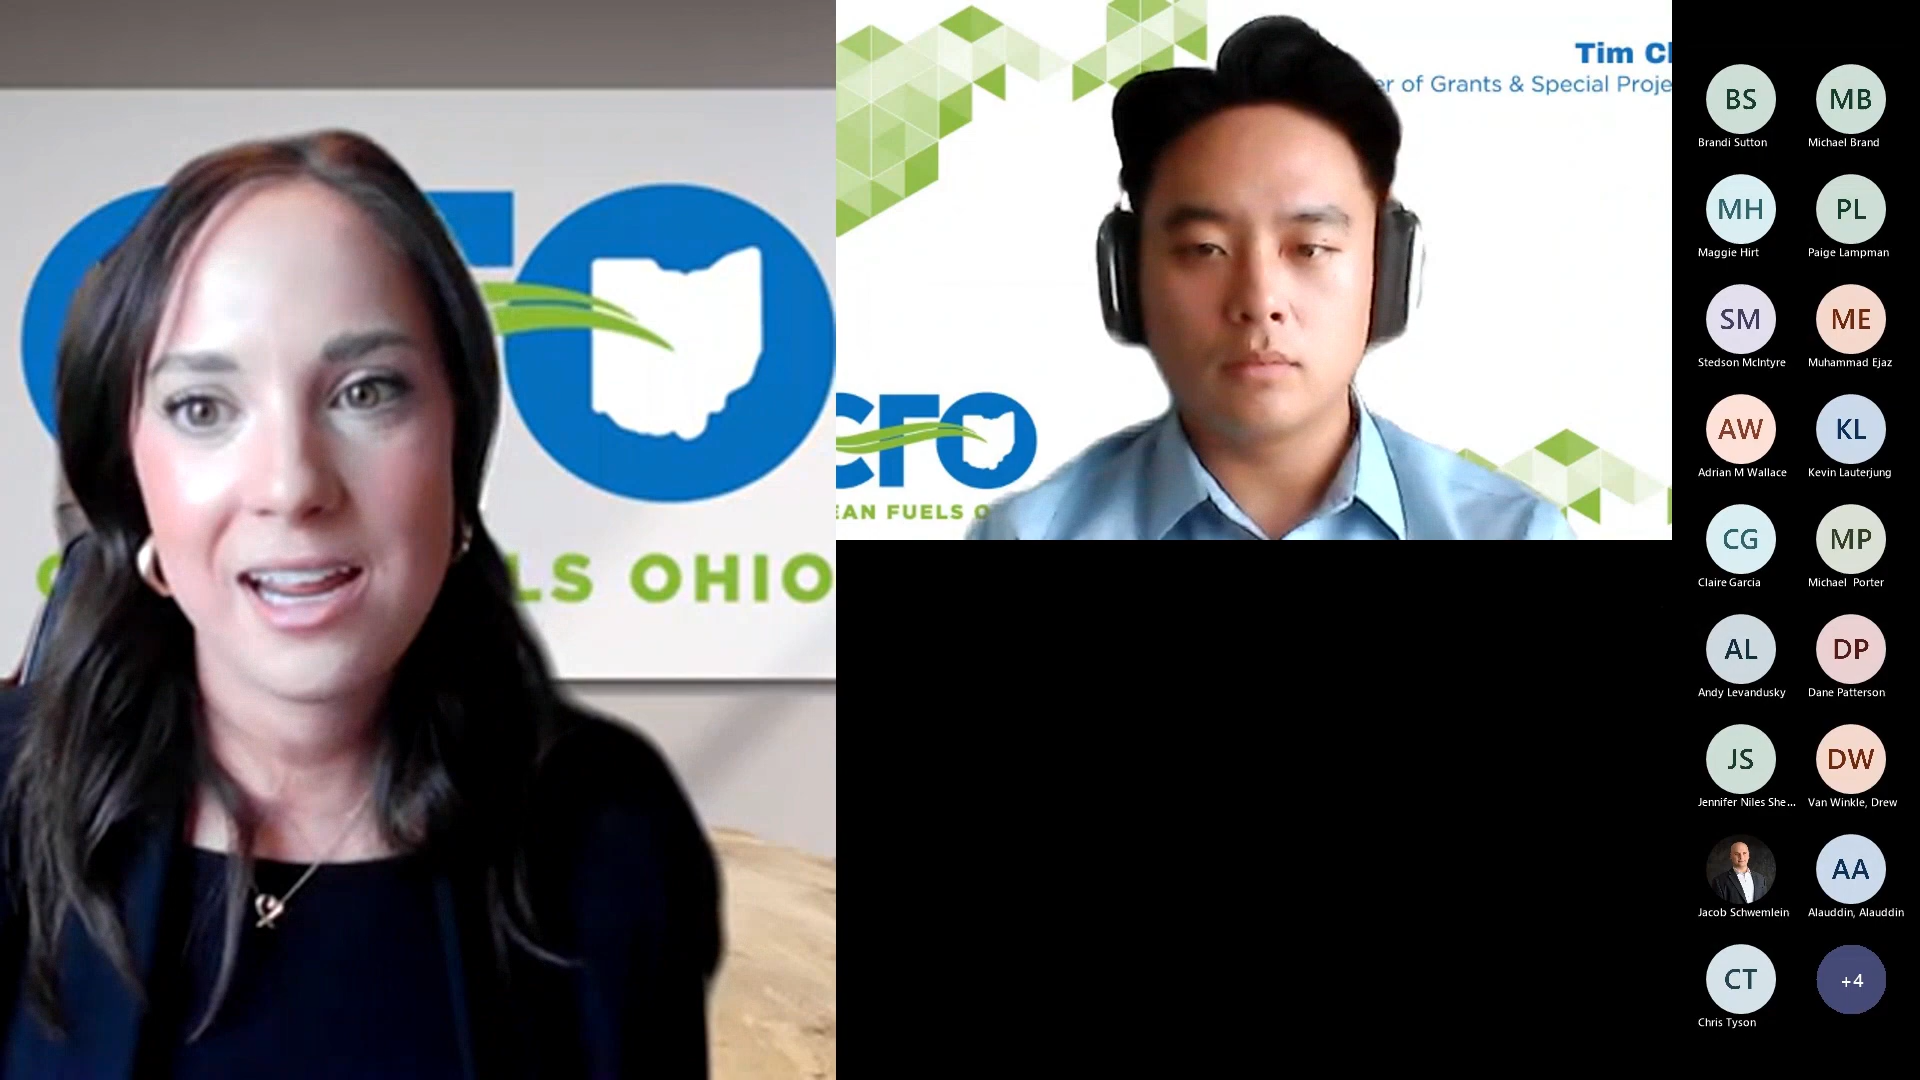 CFO
LS OHIO
Tim C
er of Grants & Special Proje
CFO
EAN FUELS O
BS
MB
Brandi Sutton
Michael Brand
MH
PL
Maggie Hirt
Paige Lampman
SM
ME
Stedson McIntyre
Muhammad Ejaz
AW
KL
Adrian M Wallace
Kevin Lauterjung
CG
MP
Claire Garcia
Michael Porter
AL
DP
Andy Levandusky
Dane Patterson
JS
DW
Jennifer Niles She...
Van Winkle, Drew
AA
Jacob Schwemlein
Alauddin, Alauddin
CT
+4
Chris Tyson